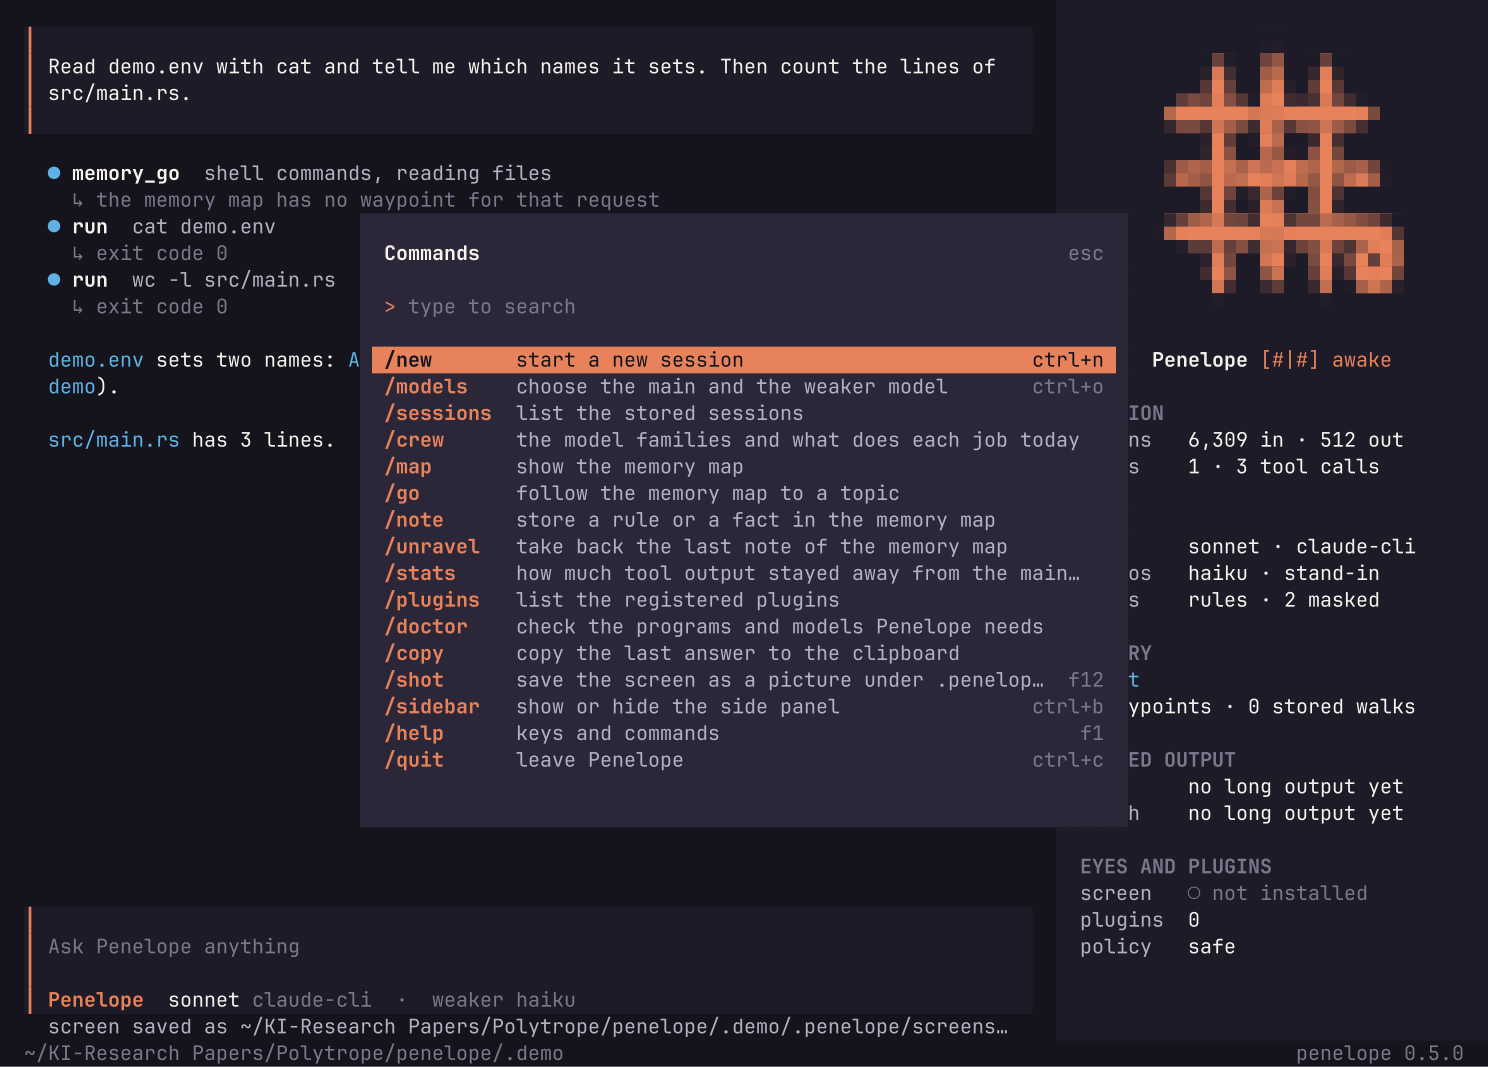 Read demo.env with cat and tell me which names it sets. Then count the lines of
src/main.rs.
memory_go shell commands, reading files
↳ the memory map has no waypoint for that request
run cat demo.env
↳ exit code 0
run wc -l src/main.rs
↳ exit code 0
demo.env sets two names: A
demo).
src/main.rs has 3 lines.
Commands esc
> type to search
/new start a new session ctrl+n
/models choose the main and the weaker model ctrl+o
/sessions list the stored sessions
/crew the model families and what does each job today
/map show the memory map
/go follow the memory map to a topic
/note store a rule or a fact in the memory map
/unravel take back the last note of the memory map
/stats how much tool output stayed away from the main…
/plugins list the registered plugins
/doctor check the programs and models Penelope needs
/copy copy the last answer to the clipboard
/shot save the screen as a picture under .penelop… f12
/sidebar show or hide the side panel ctrl+b
/help keys and commands f1
/quit leave Penelope ctrl+c
Penelope [#|#] awake
ION
ns 6,309 in · 512 out
s 1 · 3 tool calls
sonnet · claude-cli
os haiku · stand-in
s rules · 2 masked
RY
t
ypoints · 0 stored walks
ED OUTPUT
no long output yet
h no long output yet
EYES AND PLUGINS
screen ○ not installed
plugins 0
policy safe
Ask Penelope anything
Penelope sonnet claude-cli · weaker haiku
screen saved as ~/KI-Research Papers/Polytrope/penelope/.demo/.penelope/screens…
~/KI-Research Papers/Polytrope/penelope/.demo
penelope 0.5.0